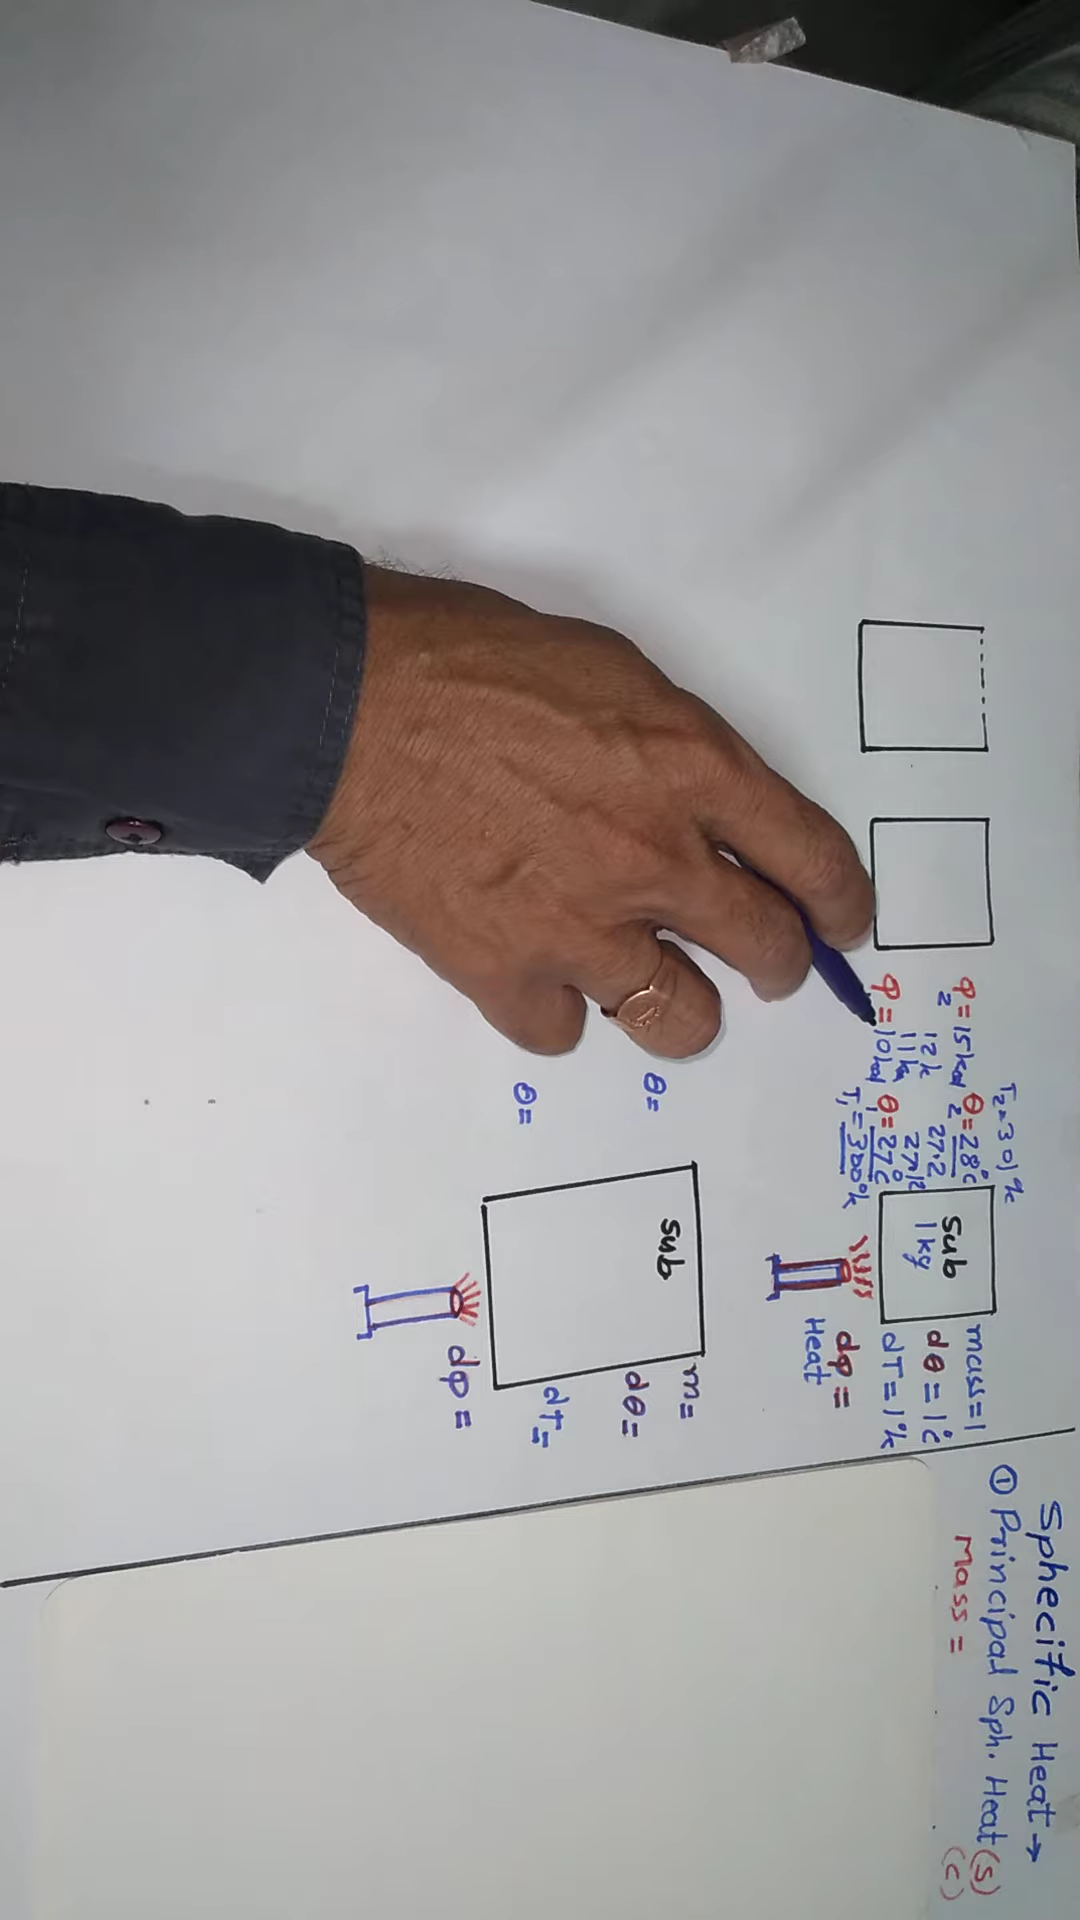 Sphecific Heat →
① Principal Sph. Heat (s)
(c)
Mass =
T₂ = 301°k
φ₂ = 15 kcal θ₂ = 28°c
12 k 27.2
11 k 27.1°
φ₁ = 10 kcal θ₁ = 27°c
T₁ = 300°k
Sub
1 kg
mass = 1
dθ = 1°c
dT = 1°k
dφ =
Heat
θ =
θ =
Sub
m =
dθ =
dT =
dφ =